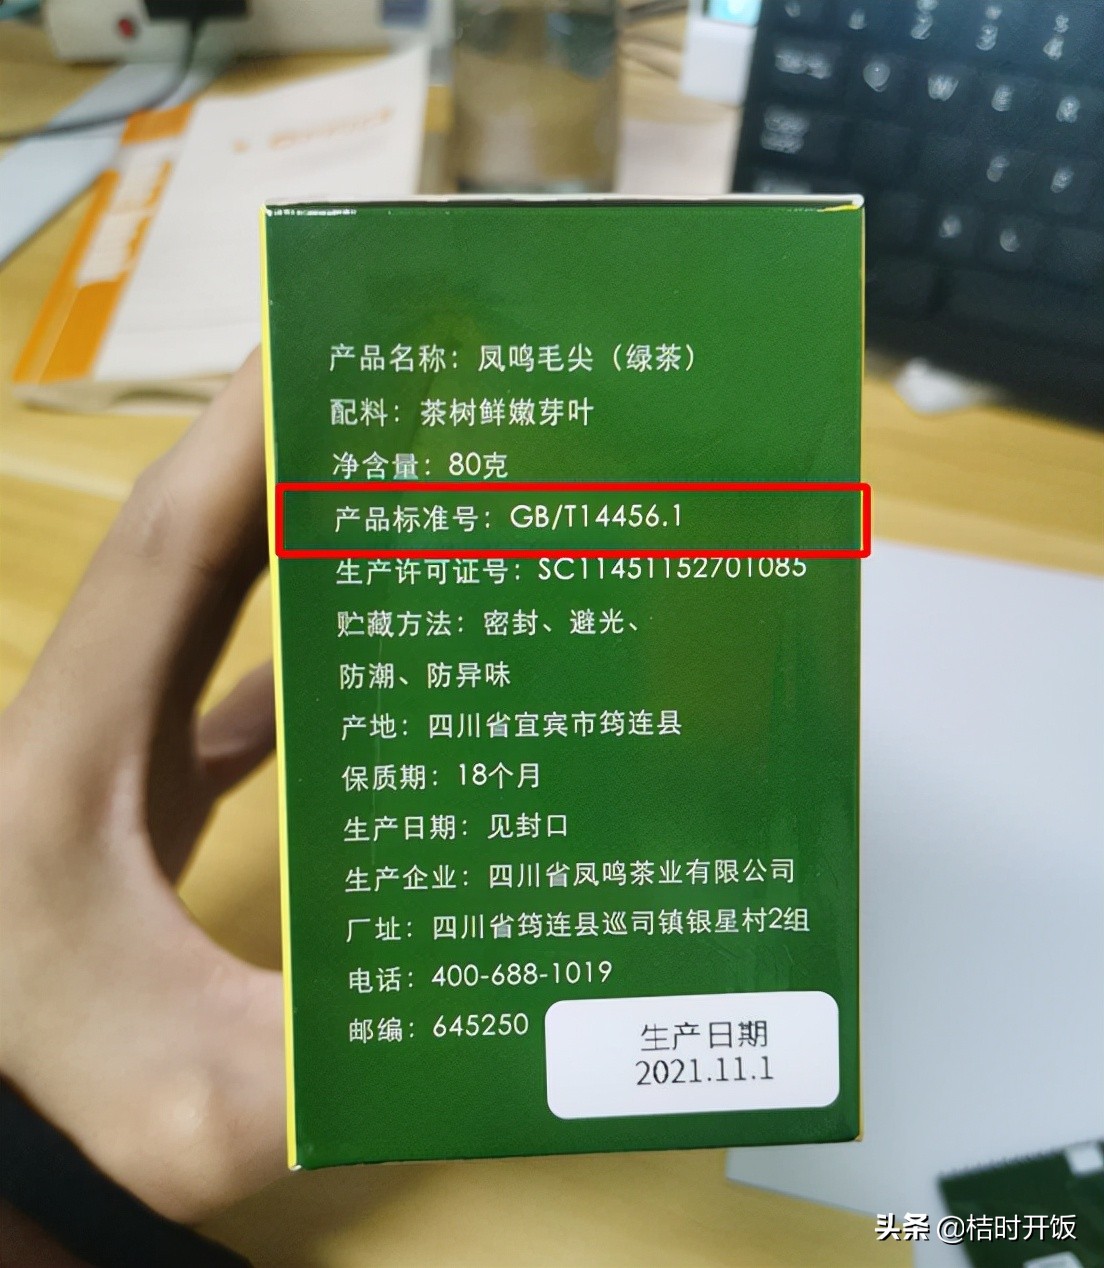 产品名称：凤鸣毛尖（绿茶）
配料：茶树鲜嫩芽叶
净含量：80克
产品标准号：GB/T14456.1
生产许可证号：SC11451152701085
贮藏方法：密封、避光、
防潮、防异味
产地：四川省宜宾市筠连县
保质期：18个月
生产日期：见封口
生产企业：四川省凤鸣茶业有限公司
厂址：四川省筠连县巡司镇银星村2组
电话：400-688-1019
邮编：645250
生产日期
2021.11.1
头条 @桔时开饭